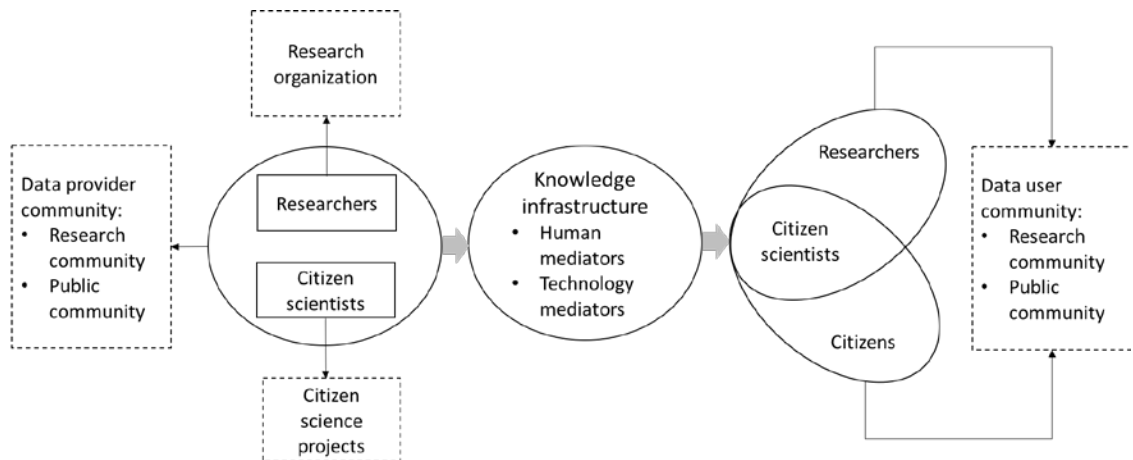 Research
organization
Data provider
community:
• Research
community
• Public
community
Researchers
Citizen
scientists
Citizen
science
projects
Knowledge
infrastructure
• Human
mediators
• Technology
mediators
Researchers
Citizen
scientists
Citizens
Data user
community:
• Research
community
• Public
community